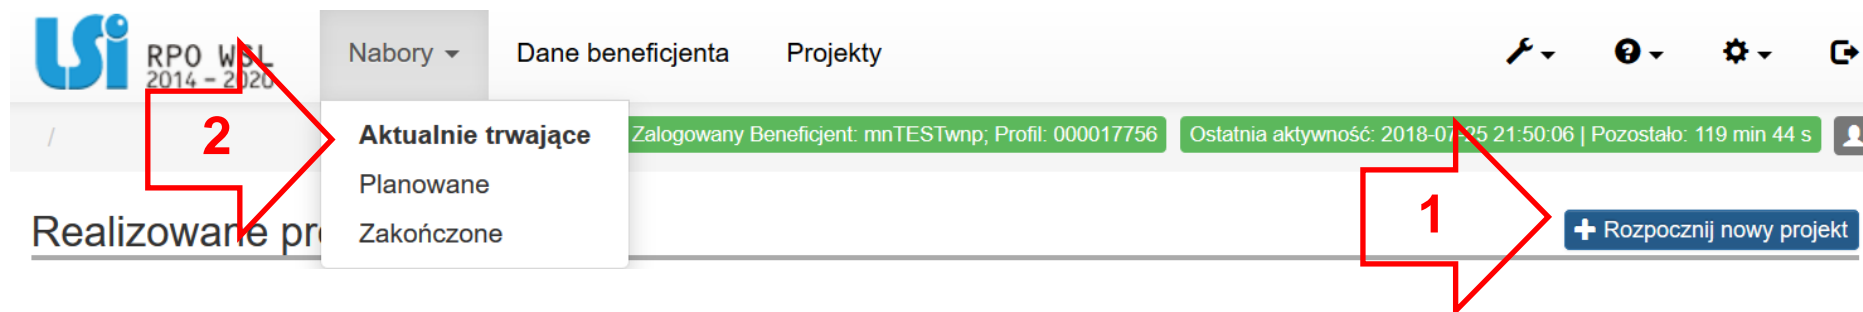 LSi RPO WSL
2014 - 2020
Nabory
Dane beneficjenta
Projekty
/
2
Aktualnie trwające
Planowane
Zakończone
Zalogowany Beneficjent: mnTESTwnp; Profil: 000017756
Ostatnia aktywność: 2018-07-25 21:50:06 | Pozostało: 119 min 44 s
Realizowane pr
1
+ Rozpocznij nowy projekt